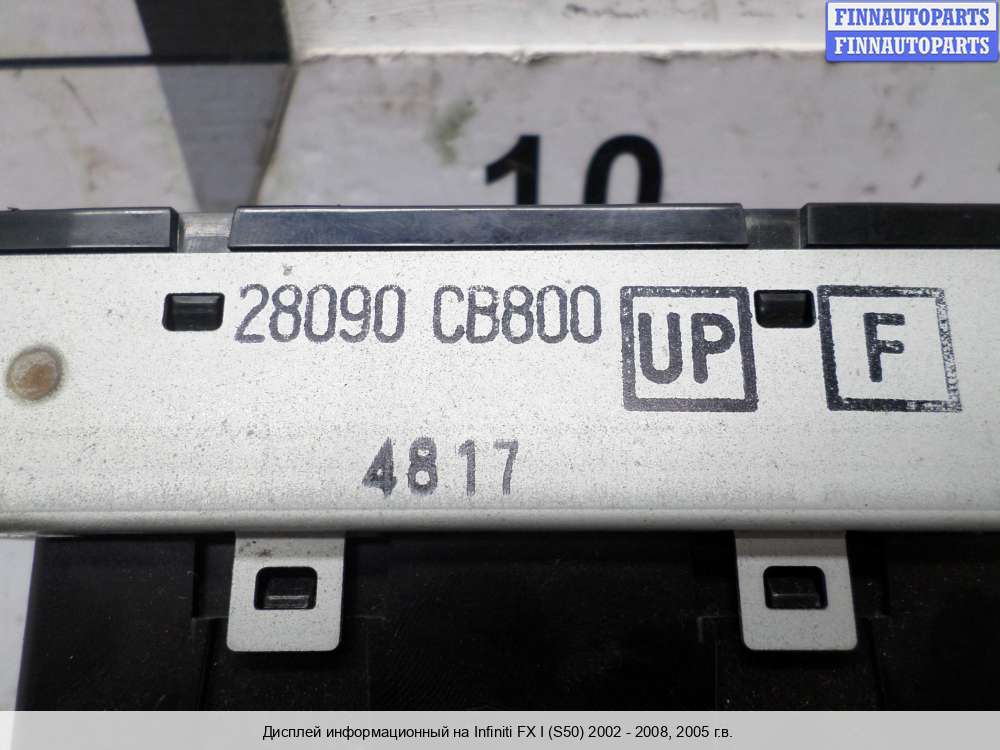 FINNAUTOPARTS
FINNAUTOPARTS
10
28090 CB800 UP F
4817
Дисплей информационный на Infiniti FX I (S50) 2002 - 2008, 2005 г.в.